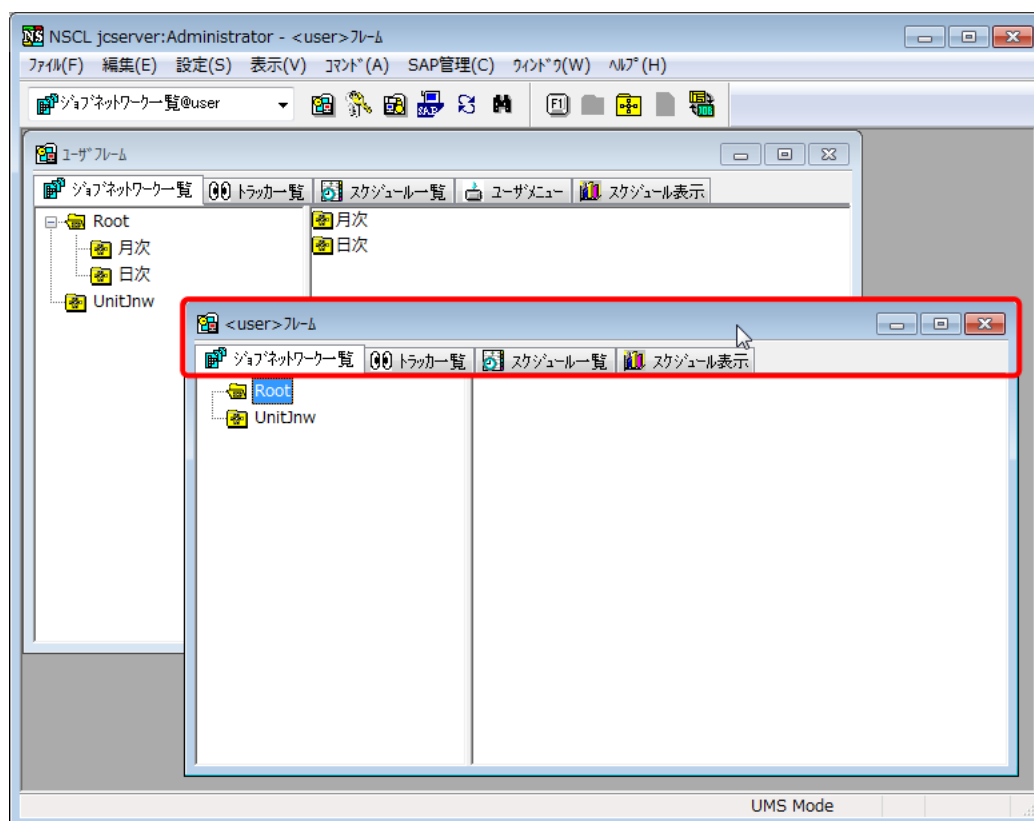 NSCL jcserver:Administrator - <user>ﾌﾚｰﾑ
ﾌｧｲﾙ(F) 編集(E) 設定(S) 表示(V) ｺﾏﾝﾄﾞ(A) SAP管理(C) ｳｨﾝﾄﾞｳ(W) ﾍﾙﾌﾟ(H)
ｼﾞｮﾌﾞﾈｯﾄﾜｰｸ一覧@user
ﾕｰｻﾞﾌﾚｰﾑ
ｼﾞｮﾌﾞﾈｯﾄﾜｰｸ一覧 ﾄﾗｯｶ一覧 ｽｹｼﾞｭｰﾙ一覧 ﾕｰｻﾞﾒﾆｭｰ ｽｹｼﾞｭｰﾙ表示
Root 月次
月次 日次
日次
UnitJnw
<user>ﾌﾚｰﾑ
ｼﾞｮﾌﾞﾈｯﾄﾜｰｸ一覧 ﾄﾗｯｶ一覧 ｽｹｼﾞｭｰﾙ一覧 ｽｹｼﾞｭｰﾙ表示
Root
UnitJnw
UMS Mode